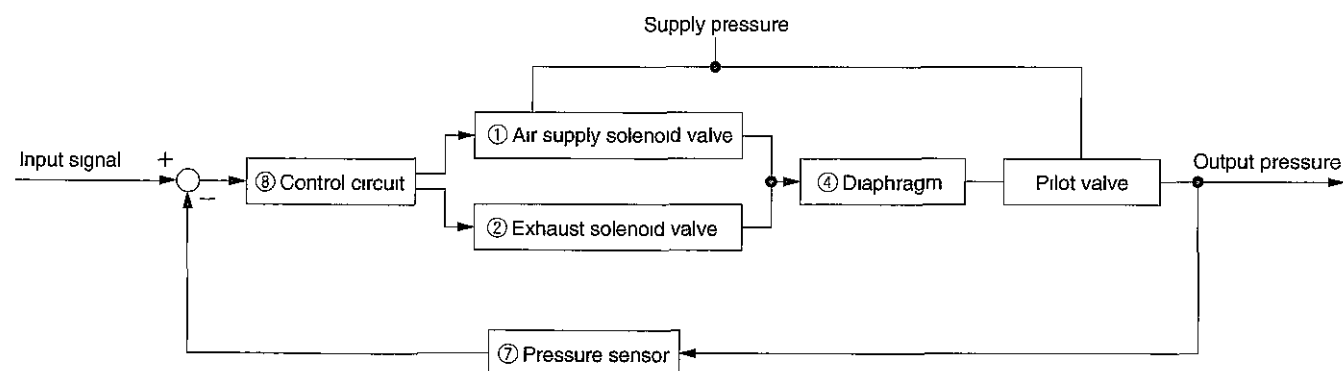 Supply pressure
① Air supply solenoid valve
Input signal
+
Output pressure
⑧ Control circuit
④ Diaphragm
Pilot valve
−
② Exhaust solenoid valve
⑦ Pressure sensor